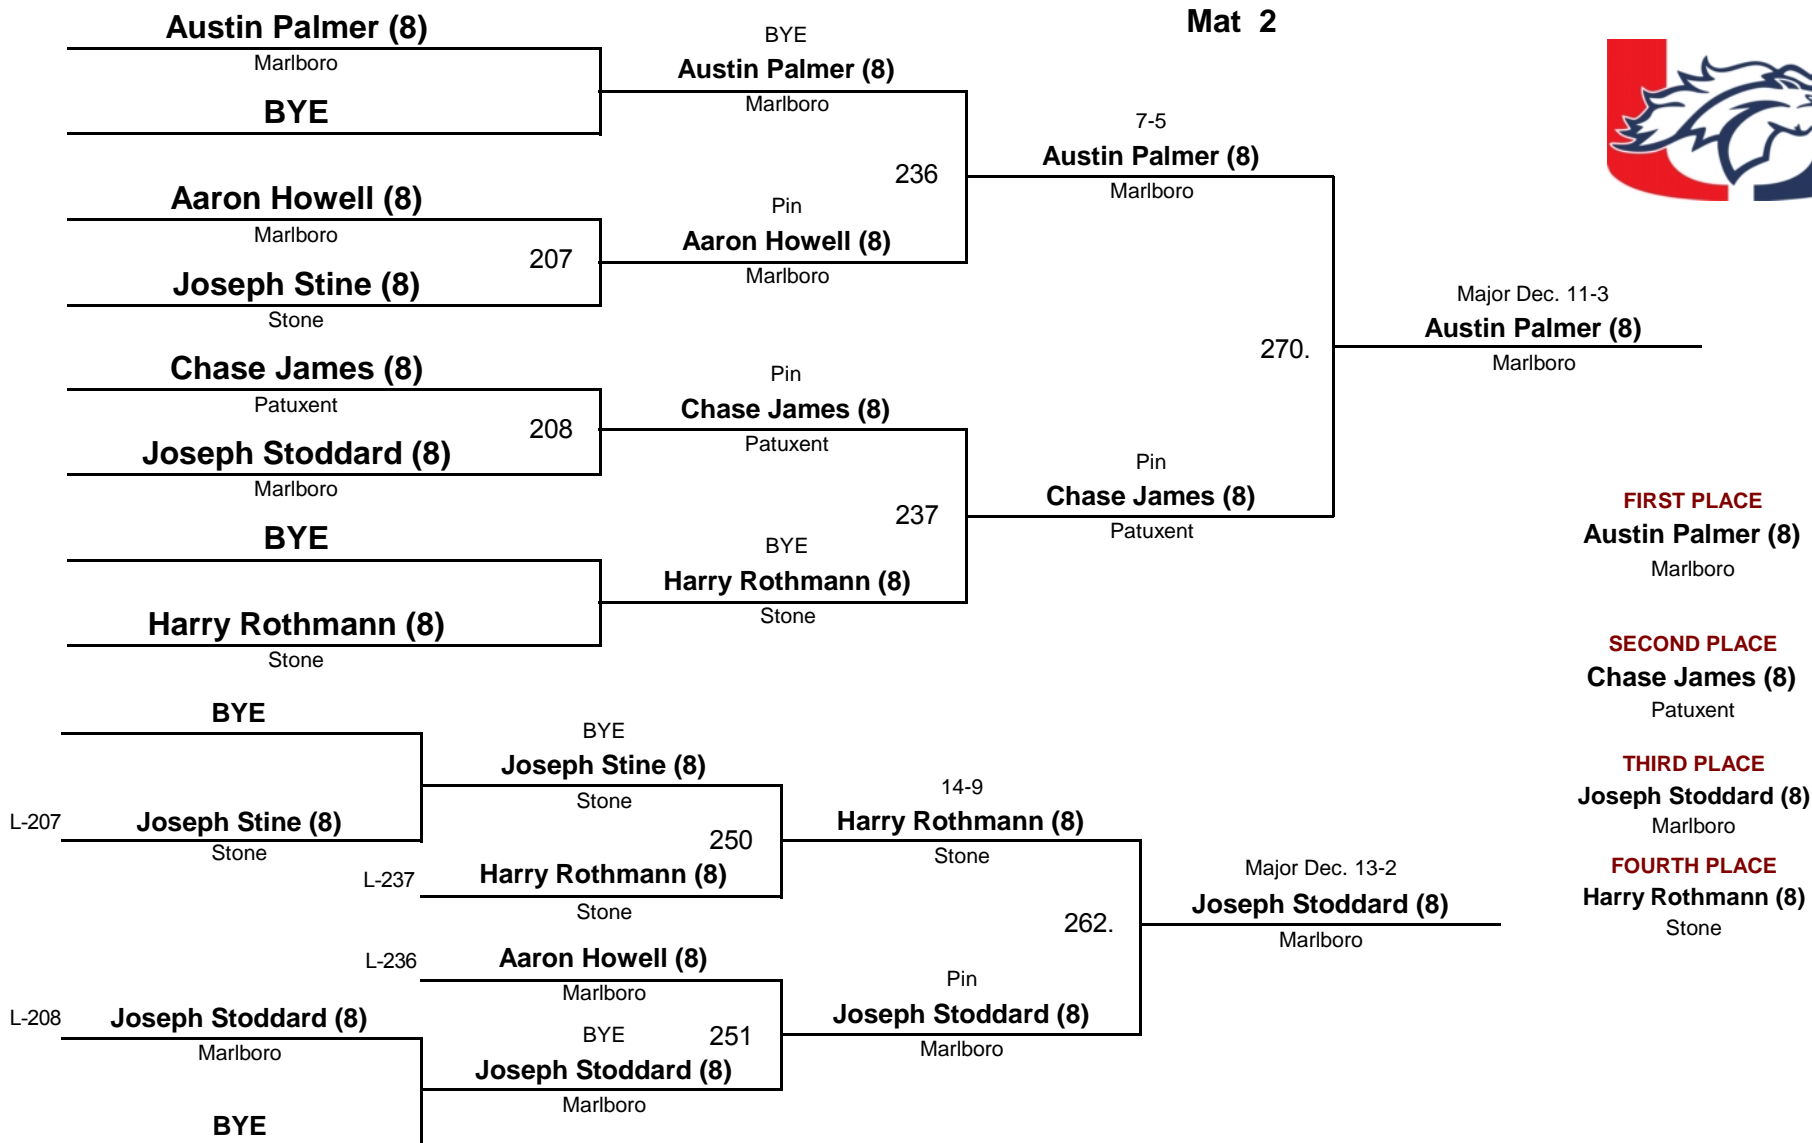 Mat 2
Austin Palmer (8)
Marlboro
BYE
Aaron Howell (8)
Marlboro
207
Joseph Stine (8)
Stone
Chase James (8)
Patuxent
208
Joseph Stoddard (8)
Marlboro
BYE
Harry Rothmann (8)
Stone
BYE
Austin Palmer (8)
Marlboro
236
Pin
Aaron Howell (8)
Marlboro
Pin
Chase James (8)
Patuxent
237
BYE
Harry Rothmann (8)
Stone
7-5
Austin Palmer (8)
Marlboro
270.
Pin
Chase James (8)
Patuxent
Major Dec. 11-3
Austin Palmer (8)
Marlboro
FIRST PLACE
Austin Palmer (8)
Marlboro
SECOND PLACE
Chase James (8)
Patuxent
THIRD PLACE
Joseph Stoddard (8)
Marlboro
FOURTH PLACE
Harry Rothmann (8)
Stone
BYE
L-207 Joseph Stine (8)
Stone
BYE
Joseph Stine (8)
Stone
250
L-237 Harry Rothmann (8)
Stone
L-236 Aaron Howell (8)
Marlboro
L-208 Joseph Stoddard (8)
Marlboro
BYE
251
Joseph Stoddard (8)
Marlboro
BYE
14-9
Harry Rothmann (8)
Stone
262.
Pin
Joseph Stoddard (8)
Marlboro
Major Dec. 13-2
Joseph Stoddard (8)
Marlboro